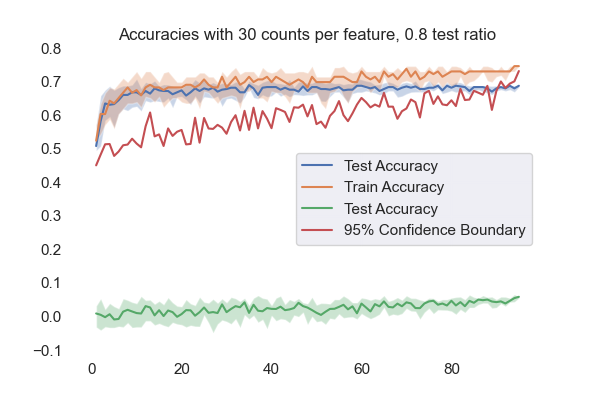 Accuracies with 30 counts per feature, 0.8 test ratio
0.8
0.7
0.6
0.5
0.4
0.3
0.2
0.1
0.0
−0.1
Test Accuracy
Train Accuracy
Test Accuracy
95% Confidence Boundary
0 20 40 60 80